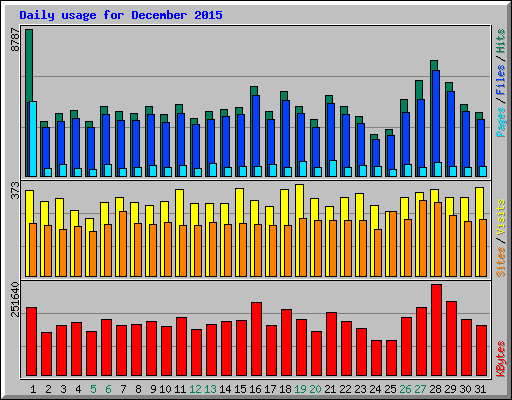 Daily usage for December 2015
8787
373
251640
Pages / Files / Hits
Sites / Visits
KBytes
1 2 3 4 5 6 7 8 9 10 11 12 13 14 15 16 17 18 19 20 21 22 23 24 25 26 27 28 29 30 31